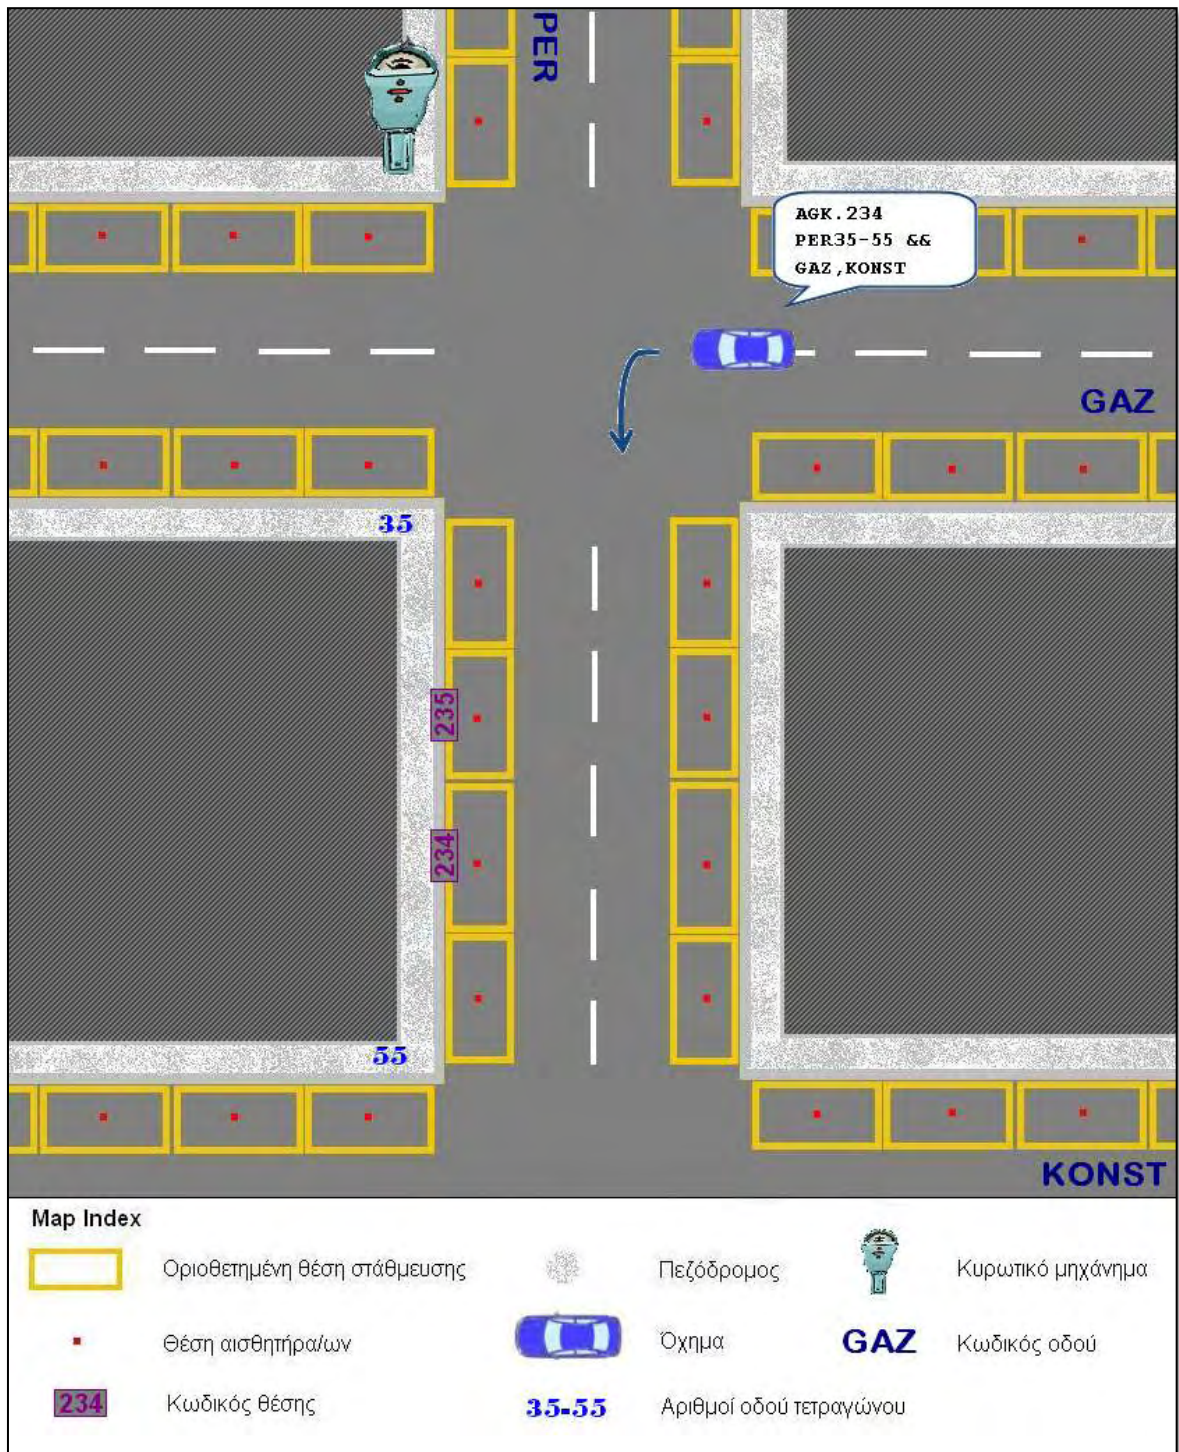 PER
AGK.234
PER35-55 &&
GAZ,KONST
GAZ
35
235
234
55
KONST
Map Index
Οριοθετημένη θέση στάθμευσης
Πεζόδρομος
Κυρωτικό μηχάνημα
Θέση αισθητήρα/ων
Όχημα
GAZ
Κωδικός οδού
234
Κωδικός θέσης
35-55
Αριθμοί οδού τετραγώνου